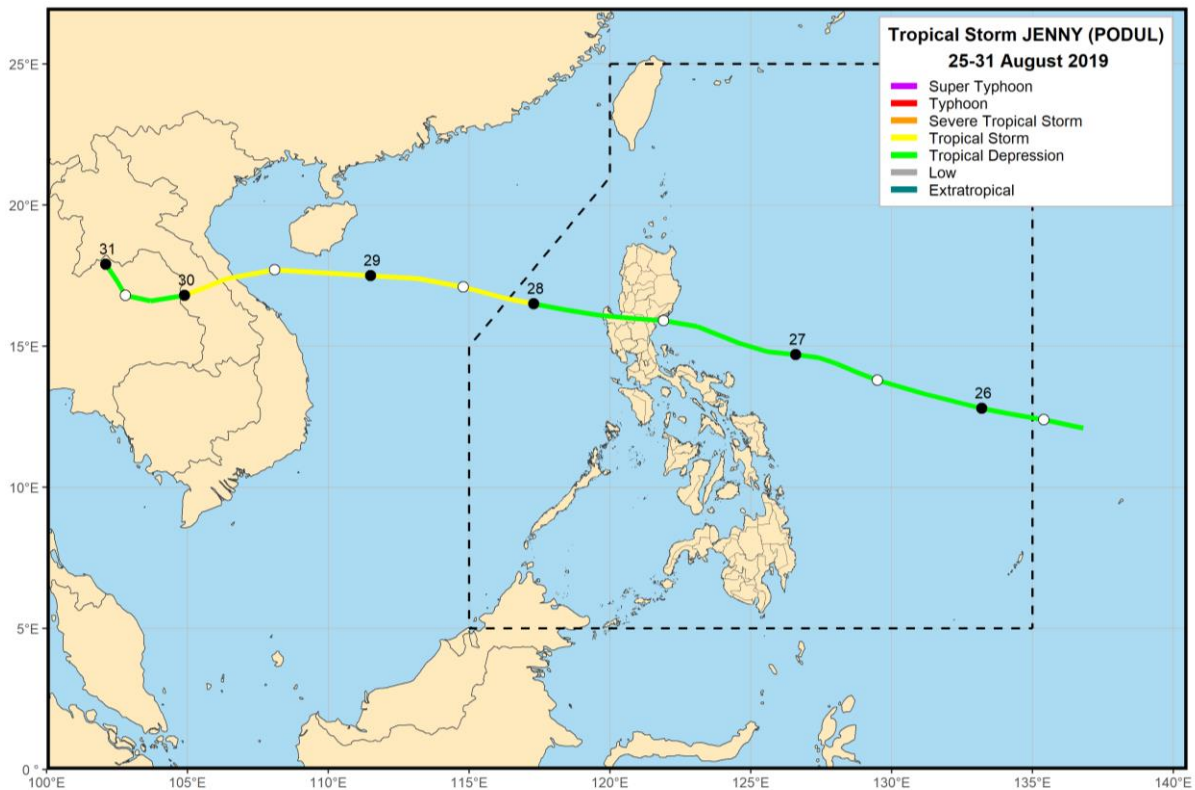 Tropical Storm JENNY (PODUL)
25-31 August 2019
Super Typhoon
Typhoon
Severe Tropical Storm
Tropical Storm
Tropical Depression
Low
Extratropical
25°E
20°E
15°E
10°E
5°E
0°E
31
30
29
28
27
26
100°E 105°E 110°E 115°E 120°E 125°E 130°E 135°E 140°E